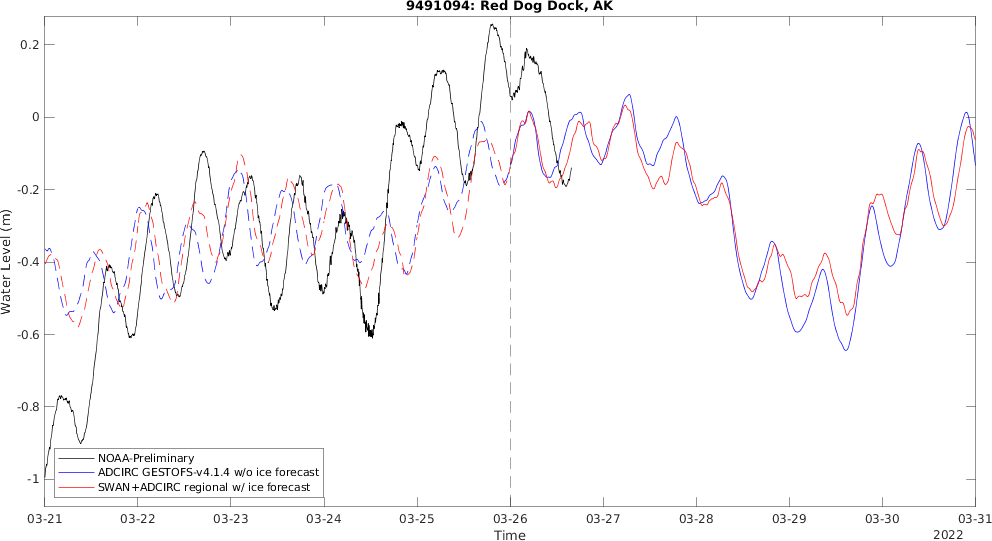 9491094: Red Dog Dock, AK
Water Level (m)
0.2
0
-0.2
-0.4
-0.6
-0.8
-1
NOAA-Preliminary
ADCIRC GESTOFS-v4.1.4 w/o ice forecast
SWAN+ADCIRC regional w/ ice forecast
03-21 03-22 03-23 03-24 03-25 03-26 03-27 03-28 03-29 03-30 03-31
Time
2022